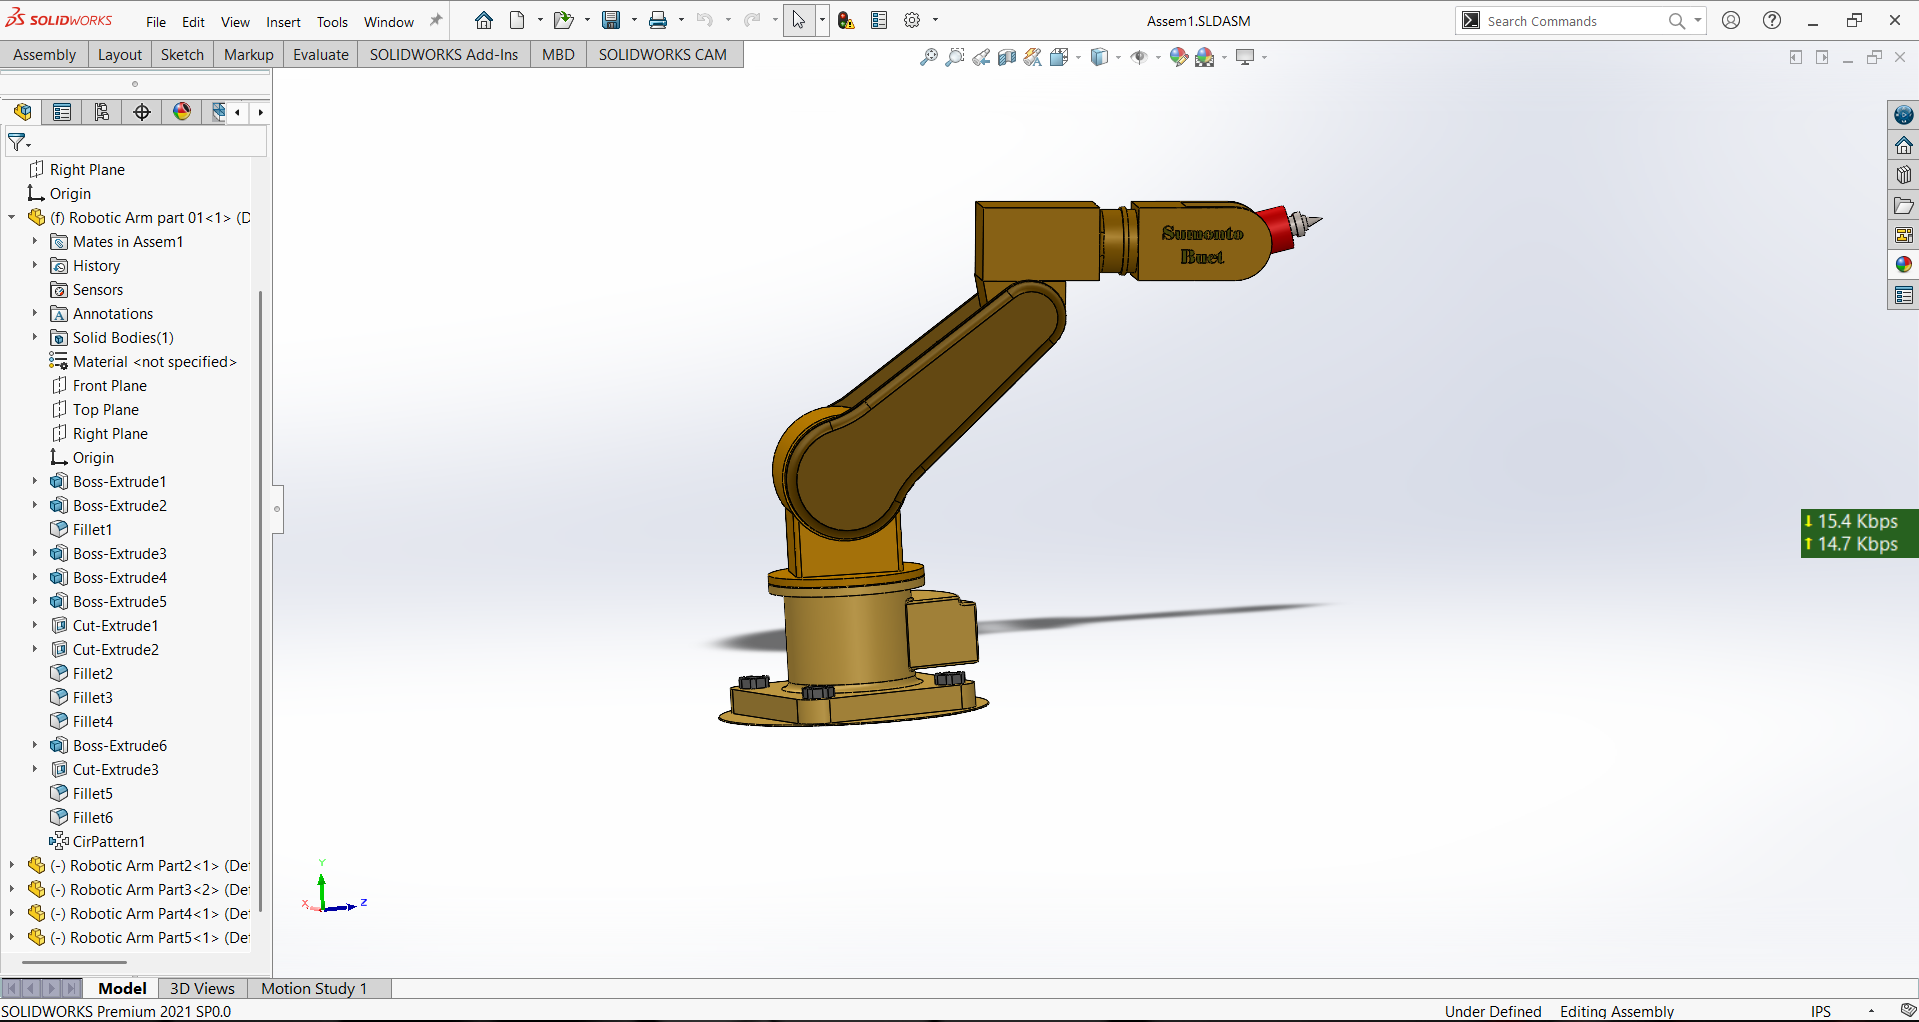 SOLIDWORKS File Edit View Insert Tools Window Assem1.SLDASM Search Commands
Assembly Layout Sketch Markup Evaluate SOLIDWORKS Add-Ins MBD SOLIDWORKS CAM
Right Plane
Origin
(f) Robotic Arm part 01<1> (D
Mates in Assem1
History
Sensors
Annotations
Solid Bodies(1)
Material <not specified>
Front Plane
Top Plane
Right Plane
Origin
Boss-Extrude1
Boss-Extrude2
Fillet1
Boss-Extrude3
Boss-Extrude4
Boss-Extrude5
Cut-Extrude1
Cut-Extrude2
Fillet2
Fillet3
Fillet4
Boss-Extrude6
Cut-Extrude3
Fillet5
Fillet6
CirPattern1
(-) Robotic Arm Part2<1> (De
(-) Robotic Arm Part3<2> (De
(-) Robotic Arm Part4<1> (De
(-) Robotic Arm Part5<1> (De
Sumonto
Buet
↓ 15.4 Kbps
↑ 14.7 Kbps
Y
X
Z
Model 3D Views Motion Study 1
SOLIDWORKS Premium 2021 SP0.0 Under Defined Editing Assembly IPS